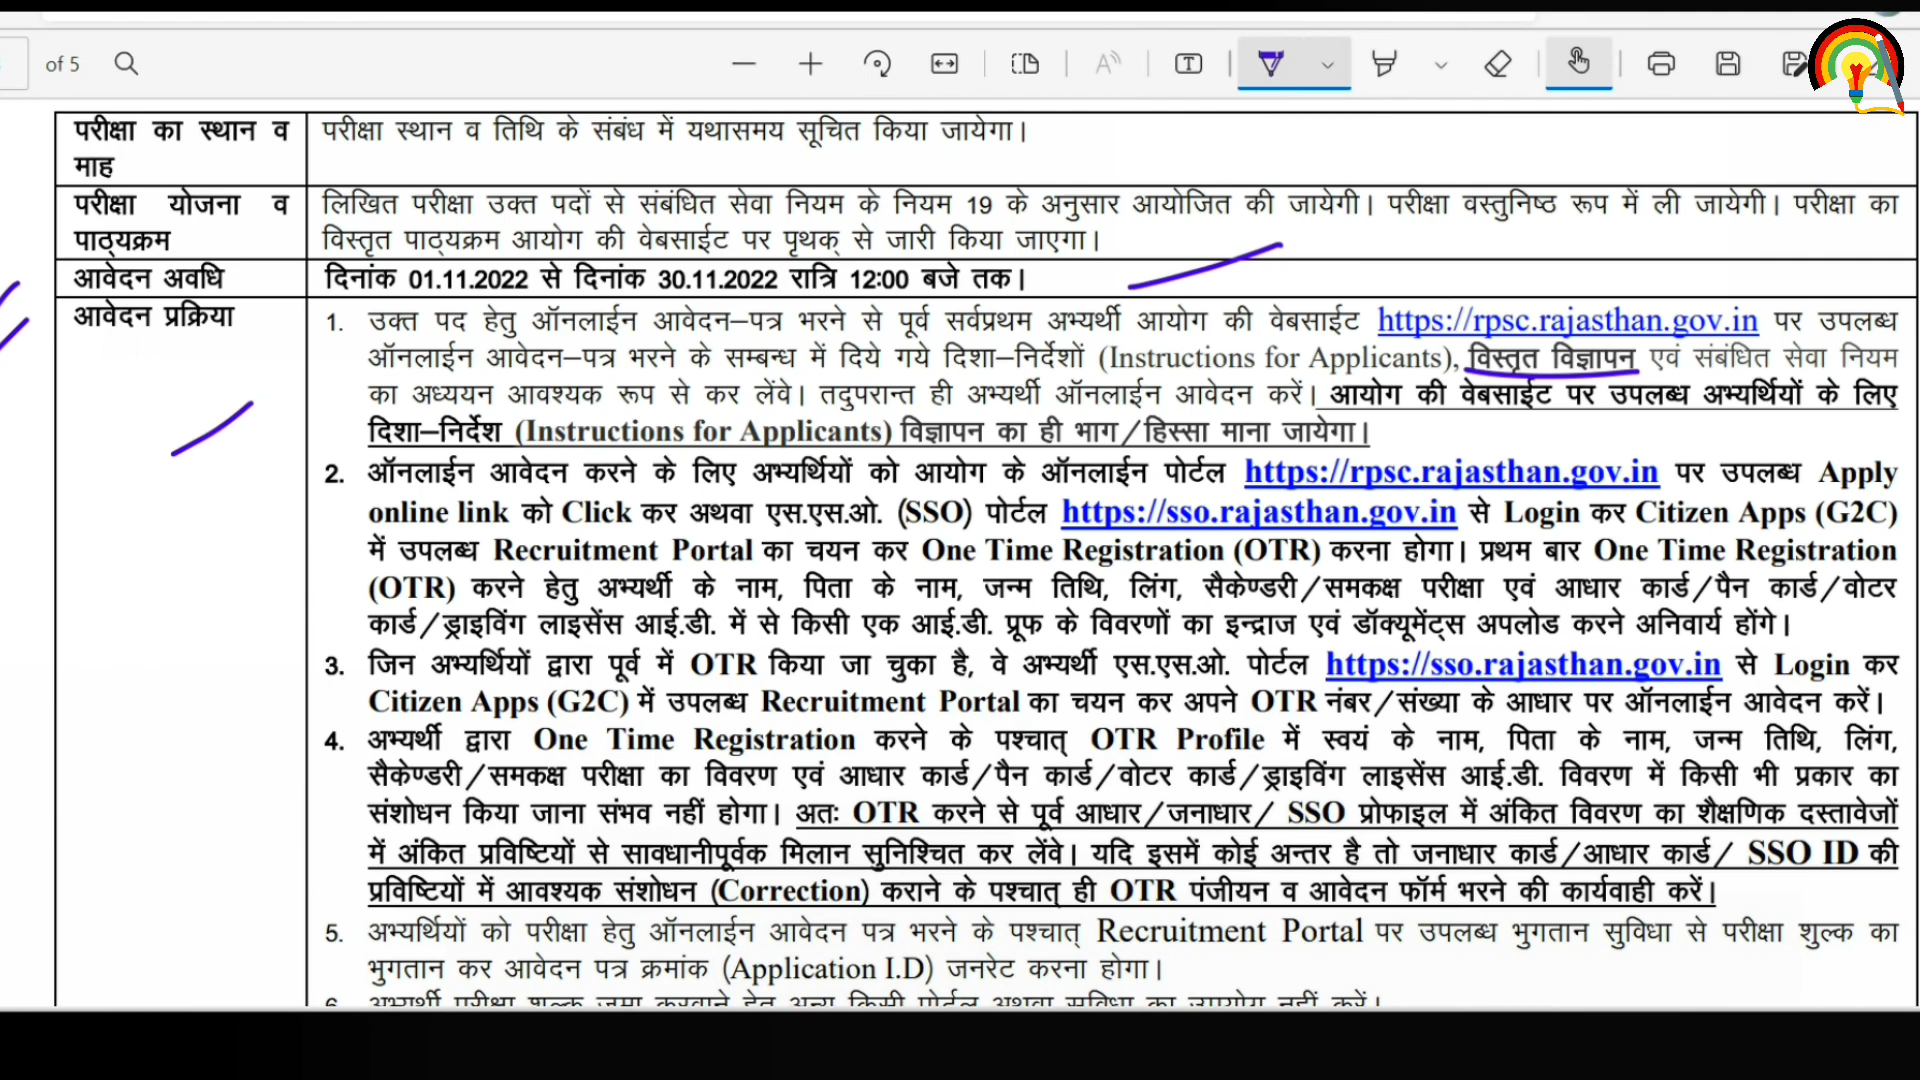 of 5
परीक्षा का स्थान व
माह
परीक्षा स्थान व तिथि के संबंध में यथासमय सूचित किया जायेगा।
परीक्षा योजना व
पाठ्यक्रम
लिखित परीक्षा उक्त पदों से संबंधित सेवा नियम के नियम 19 के अनुसार आयोजित की जायेगी। परीक्षा वस्तुनिष्ठ रूप में ली जायेगी। परीक्षा का
विस्तृत पाठ्यक्रम आयोग की वेबसाईट पर पृथक् से जारी किया जाएगा।
आवेदन अवधि
दिनांक 01.11.2022 से दिनांक 30.11.2022 रात्रि 12:00 बजे तक।
आवेदन प्रक्रिया
1. उक्त पद हेतु ऑनलाईन आवेदन–पत्र भरने से पूर्व सर्वप्रथम अभ्यर्थी आयोग की वेबसाईट https://rpsc.rajasthan.gov.in पर उपलब्ध
ऑनलाईन आवेदन–पत्र भरने के सम्बन्ध में दिये गये दिशा–निर्देशों (Instructions for Applicants), विस्तृत विज्ञापन एवं संबंधित सेवा नियम
का अध्ययन आवश्यक रूप से कर लेंवे। तदुपरान्त ही अभ्यर्थी ऑनलाईन आवेदन करें। आयोग की वेबसाईट पर उपलब्ध अभ्यर्थियों के लिए
दिशा–निर्देश (Instructions for Applicants) विज्ञापन का ही भाग/हिस्सा माना जायेगा।
2. ऑनलाईन आवेदन करने के लिए अभ्यर्थियों को आयोग के ऑनलाईन पोर्टल https://rpsc.rajasthan.gov.in पर उपलब्ध Apply
online link को Click कर अथवा एस.एस.ओ. (SSO) पोर्टल https://sso.rajasthan.gov.in से Login कर Citizen Apps (G2C)
में उपलब्ध Recruitment Portal का चयन कर One Time Registration (OTR) करना होगा। प्रथम बार One Time Registration
(OTR) करने हेतु अभ्यर्थी के नाम, पिता के नाम, जन्म तिथि, लिंग, सैकेण्डरी/समकक्ष परीक्षा एवं आधार कार्ड/पैन कार्ड/वोटर
कार्ड/ड्राइविंग लाइसेंस आई.डी. में से किसी एक आई.डी. प्रूफ के विवरणों का इन्द्राज एवं डॉक्यूमेंट्स अपलोड करने अनिवार्य होंगे।
3. जिन अभ्यर्थियों द्वारा पूर्व में OTR किया जा चुका है, वे अभ्यर्थी एस.एस.ओ. पोर्टल https://sso.rajasthan.gov.in से Login कर
Citizen Apps (G2C) में उपलब्ध Recruitment Portal का चयन कर अपने OTR नंबर/संख्या के आधार पर ऑनलाईन आवेदन करें।
4. अभ्यर्थी द्वारा One Time Registration करने के पश्चात् OTR Profile में स्वयं के नाम, पिता के नाम, जन्म तिथि, लिंग,
सैकेण्डरी/समकक्ष परीक्षा का विवरण एवं आधार कार्ड/पैन कार्ड/वोटर कार्ड/ड्राइविंग लाइसेंस आई.डी. विवरण में किसी भी प्रकार का
संशोधन किया जाना संभव नहीं होगा। अतः OTR करने से पूर्व आधार/जनाधार/ SSO प्रोफाइल में अंकित विवरण का शैक्षणिक दस्तावेजों
में अंकित प्रविष्टियों से सावधानीपूर्वक मिलान सुनिश्चित कर लेंवे। यदि इसमें कोई अन्तर है तो जनाधार कार्ड/आधार कार्ड/ SSO ID की
प्रविष्टियों में आवश्यक संशोधन (Correction) कराने के पश्चात् ही OTR पंजीयन व आवेदन फॉर्म भरने की कार्यवाही करें।
5. अभ्यर्थियों को परीक्षा हेतु ऑनलाईन आवेदन पत्र भरने के पश्चात् Recruitment Portal पर उपलब्ध भुगतान सुविधा से परीक्षा शुल्क का
भुगतान कर आवेदन पत्र क्रमांक (Application I.D) जनरेट करना होगा।
6. अभ्यर्थी परीक्षा शुल्क जमा करवाने हेतु अन्य किसी पोर्टल अथवा सुविधा का उपयोग नहीं करें।